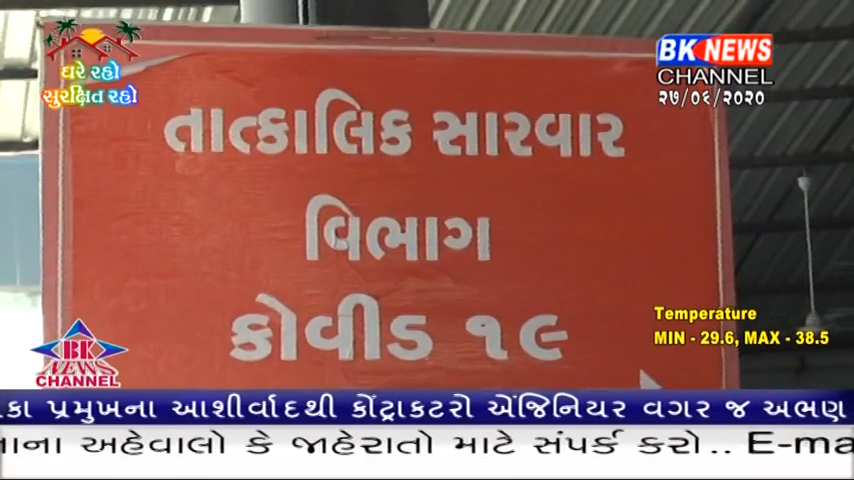 ઘરે રહો
સુરક્ષિત રહો
BK NEWS
CHANNEL
૨૭/૦૬/૨૦૨૦
તાત્કાલિક સારવાર
વિભાગ
કોવીડ ૧૯
Temperature
MIN - 29.6, MAX - 38.5
BK
NEWS
CHANNEL
પ્રમુખના આશીર્વાદથી કોંટ્રાકટરો એંજિનિયર વગર જ અભણ
અહેવાલો કે જાહેરાતો માટે સંપર્ક કરો.. E-ma